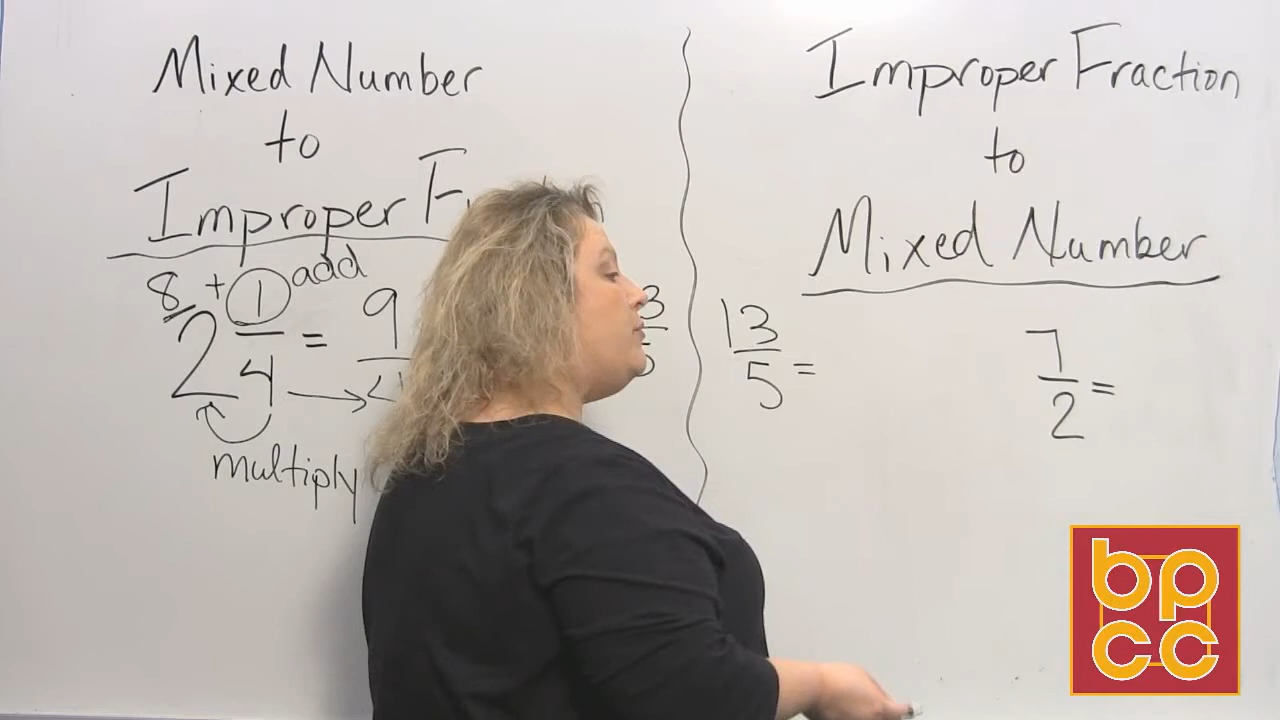 Mixed Number
to
Improper
8 + 1 add
2 4 = 9
multiply
3
13
5 =
Improper Fraction
to
Mixed Number
7
2 =
bp
cc